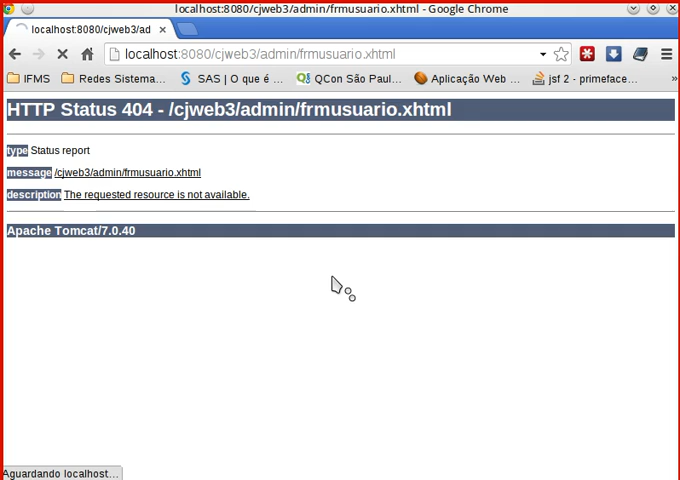 localhost:8080/cjweb3/admin/frmusuario.xhtml - Google Chrome
localhost:8080/cjweb3/ad
localhost:8080/cjweb3/admin/frmusuario.xhtml
IFMS Redes Sistema... SAS | O que é ... QCon São Paul... Aplicação Web ... jsf 2 - primeface...
HTTP Status 404 - /cjweb3/admin/frmusuario.xhtml
type Status report
message /cjweb3/admin/frmusuario.xhtml
description The requested resource is not available.
Apache Tomcat/7.0.40
Aguardando localhost...